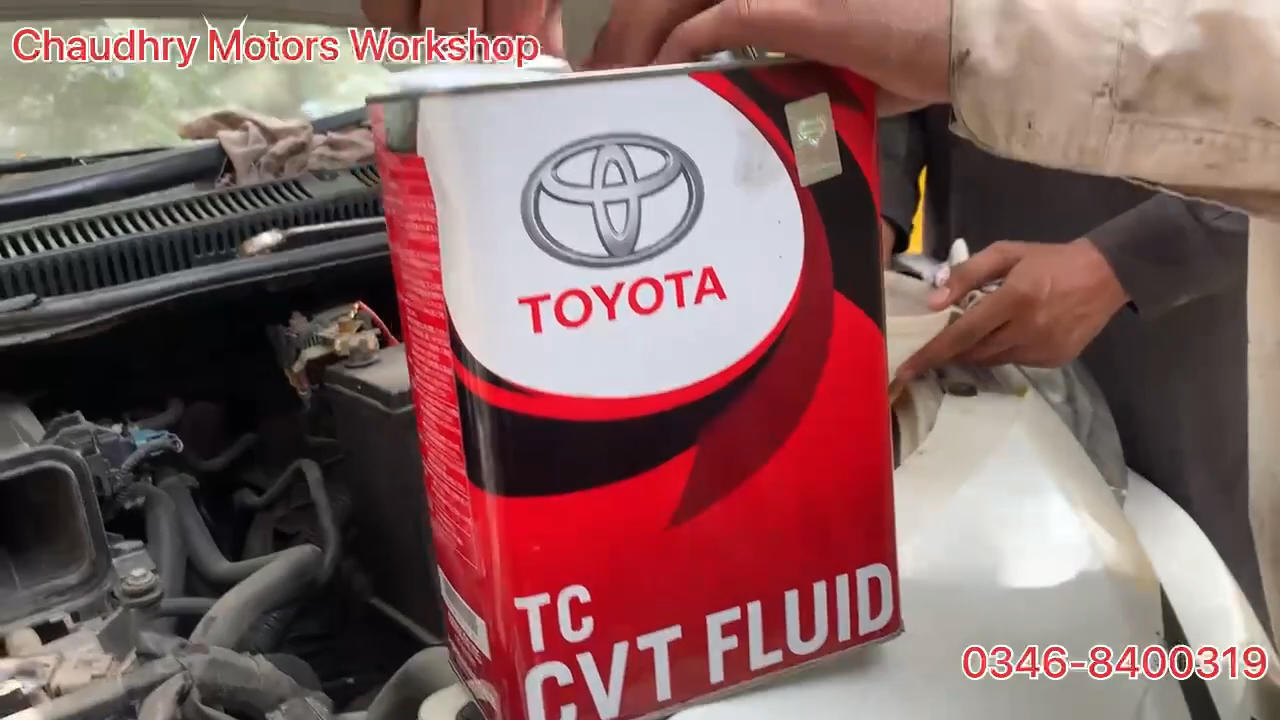 Chaudhry Motors Workshop
TOYOTA
TC
CVT FLUID
0346-8400319